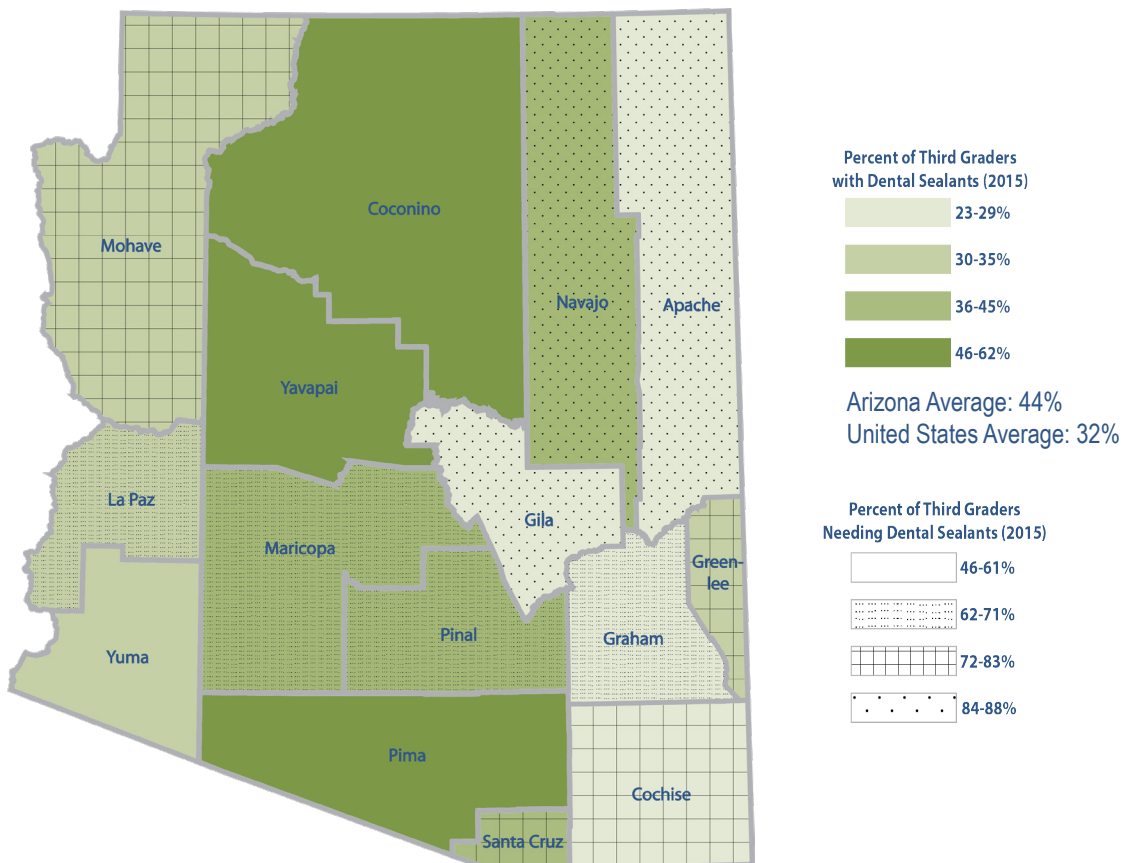 Coconino
Mohave
Navajo
Apache
Yavapai
La Paz
Gila
Maricopa
Green-
lee
Pinal
Graham
Yuma
Pima
Cochise
Santa Cruz
Percent of Third Graders
with Dental Sealants (2015)
23-29%
30-35%
36-45%
46-62%
Arizona Average: 44%
United States Average: 32%
Percent of Third Graders
Needing Dental Sealants (2015)
46-61%
62-71%
72-83%
84-88%